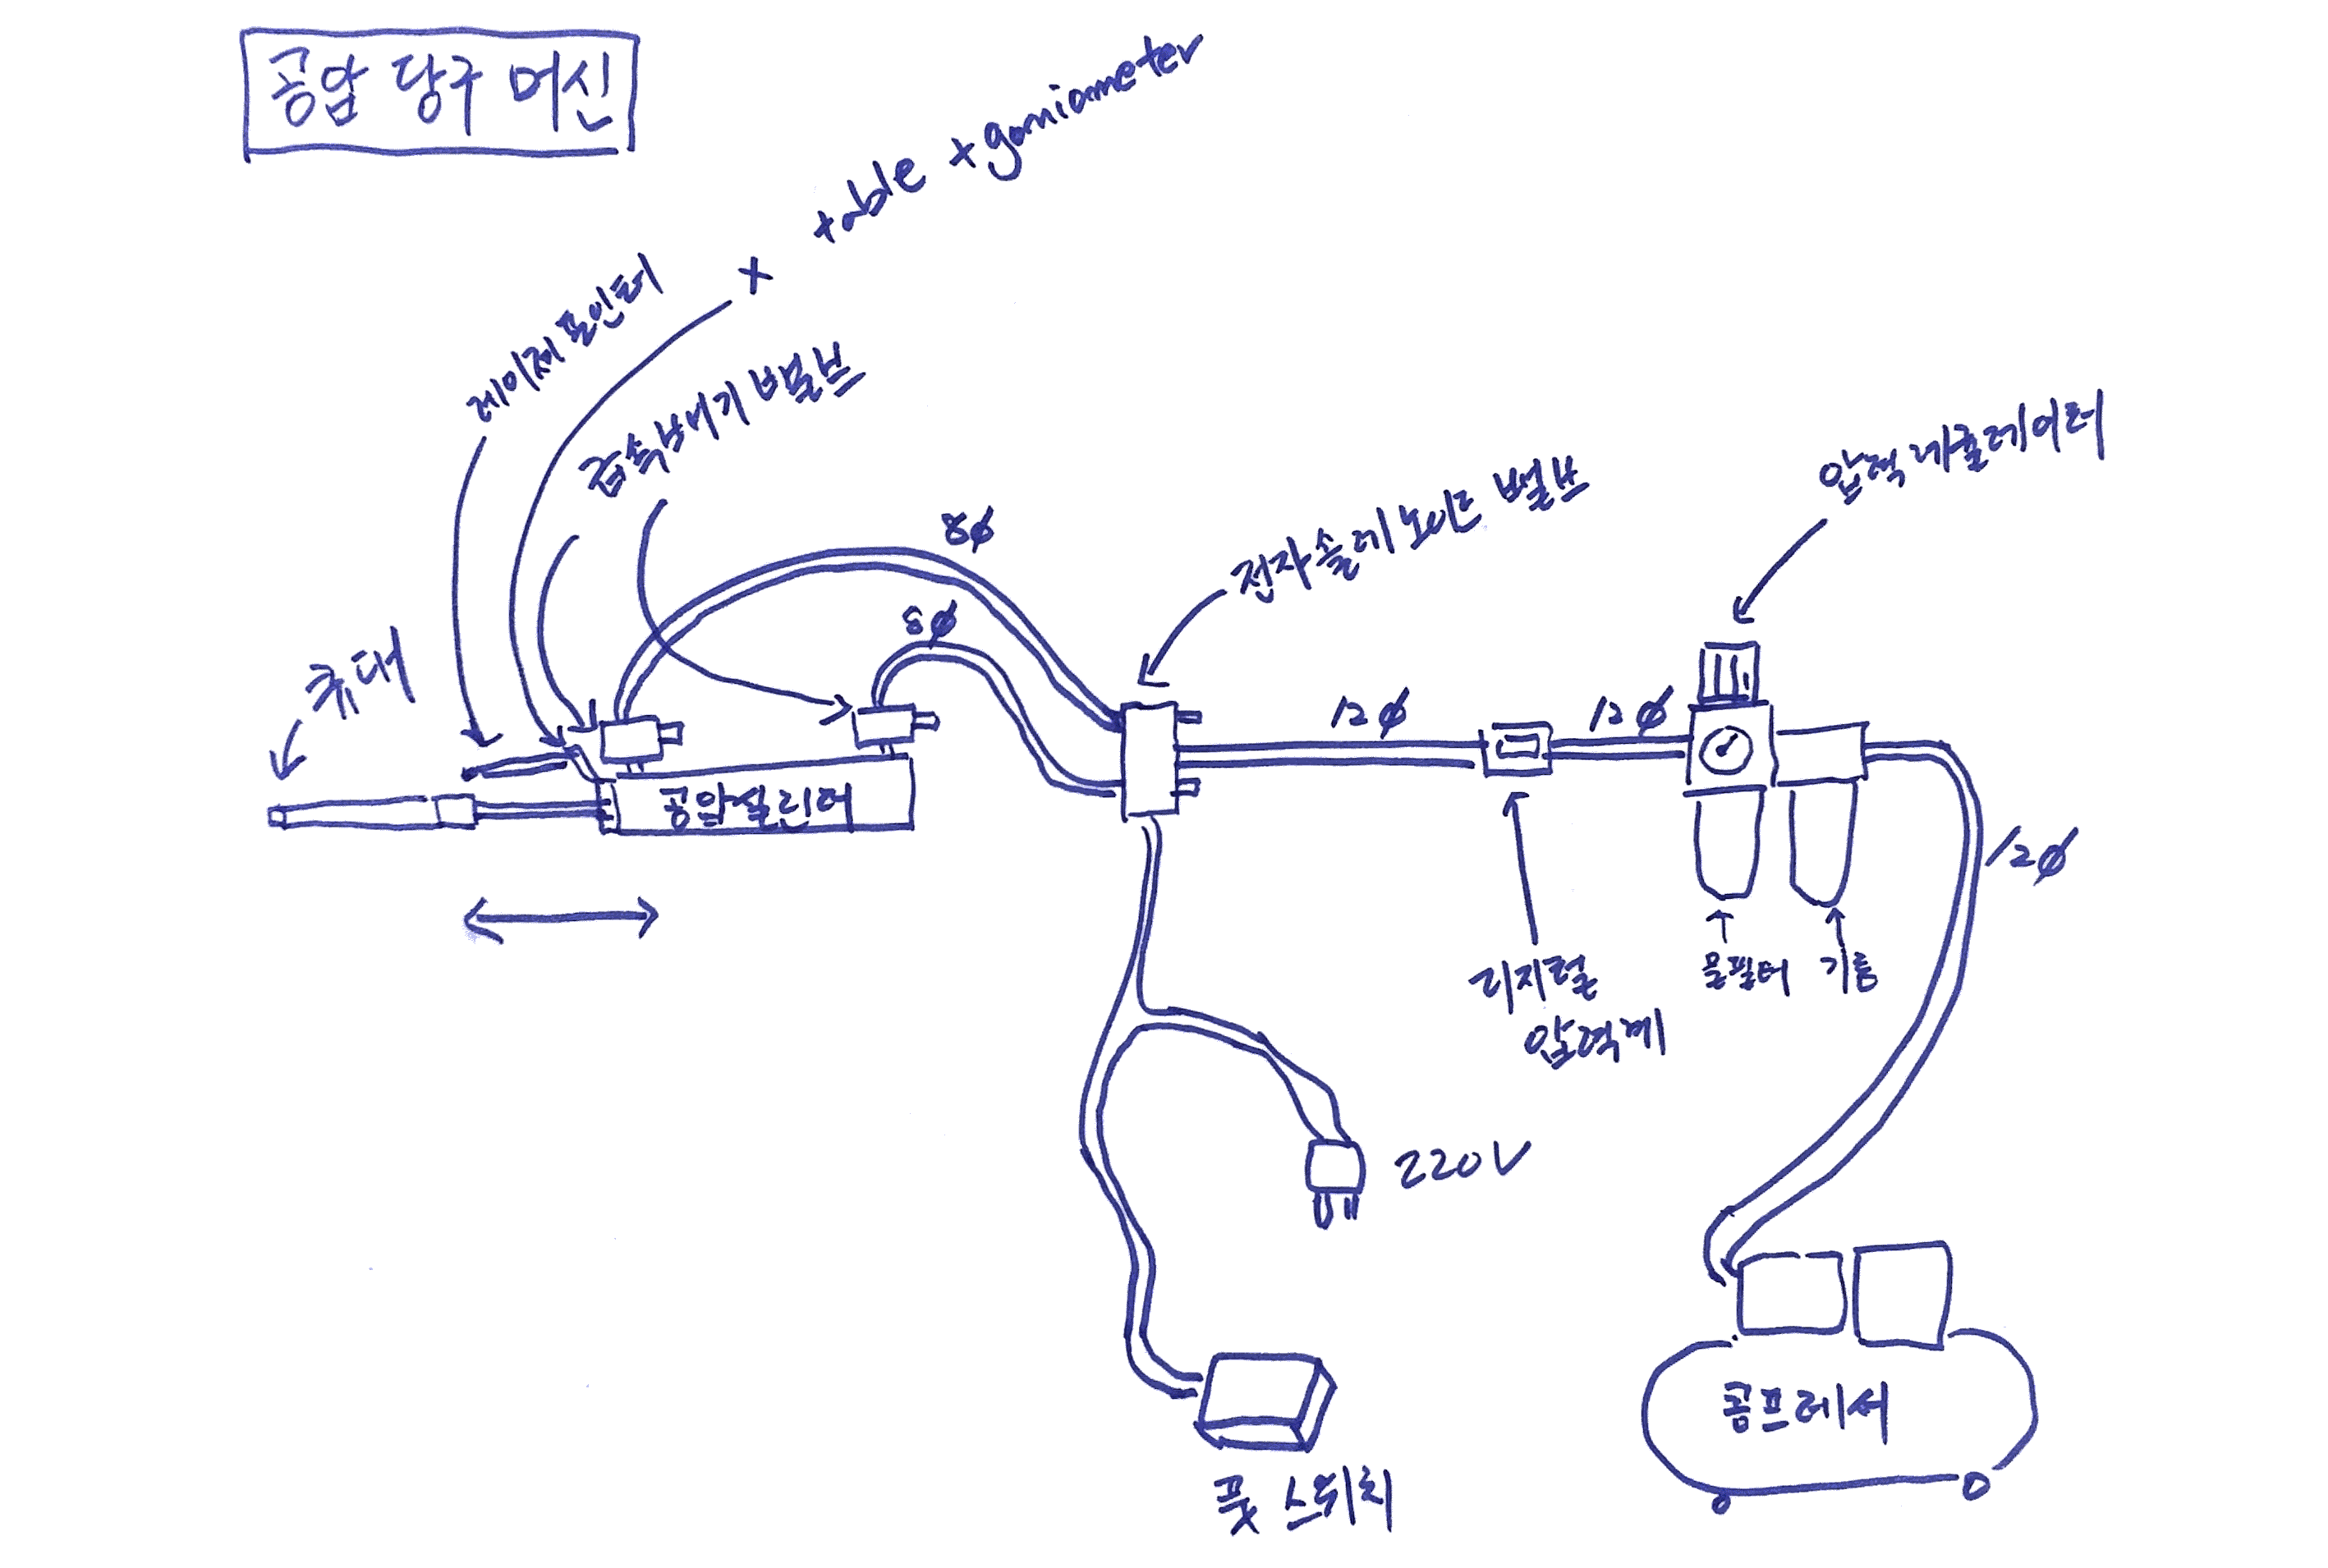 공압 당구 머신
x table x goniometer
레이저 포인터
급속배기 밸브
8ϕ
8ϕ
전자솔레노이드 밸브
압력 레귤레이터
큐대
12ϕ
12ϕ
공압실린더
12ϕ
디지털
압력계
물필터
기름
220V
콤프레셔
풋 스위치